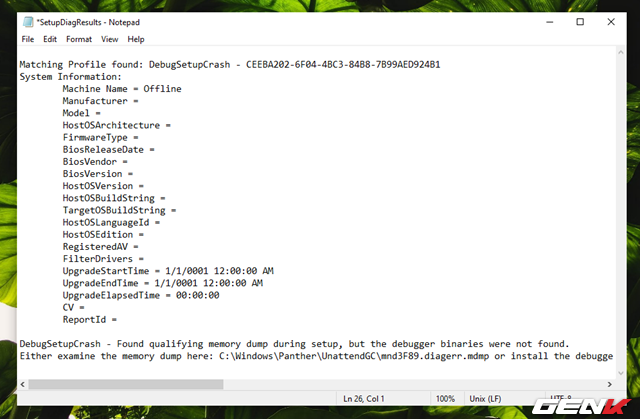 *SetupDiagResults - Notepad
File Edit Format View Help
Matching Profile found: DebugSetupCrash - CEEBA202-6F04-4BC3-84B8-7B99AED924B1
System Information:
Machine Name = Offline
Manufacturer =
Model =
HostOSArchitecture =
FirmwareType =
BiosReleaseDate =
BiosVendor =
BiosVersion =
HostOSVersion =
HostOSBuildString =
TargetOSBuildString =
HostOSLanguageId =
HostOSEdition =
RegisteredAV =
FilterDrivers =
UpgradeStartTime = 1/1/0001 12:00:00 AM
UpgradeEndTime = 1/1/0001 12:00:00 AM
UpgradeElapsedTime = 00:00:00
CV =
ReportId =
DebugSetupCrash - Found qualifying memory dump during setup, but the debugger binaries were not found.
Either examine the memory dump here: C:\Windows\Panther\UnattendGC\mnd3F89.diagerr.mdmp or install the debugge
Ln 26, Col 1 100% Unix (LF) UTF-8
GENK